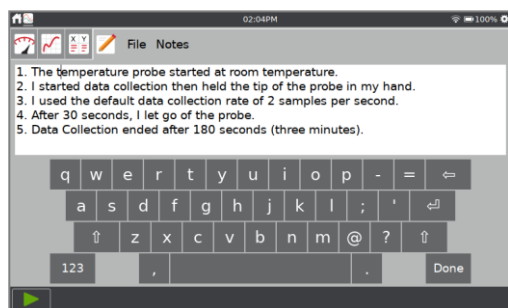 02:04PM
100%
X Y
File Notes
1. The temperature probe started at room temperature.
2. I started data collection then held the tip of the probe in my hand.
3. I used the default data collection rate of 2 samples per second.
4. After 30 seconds, I let go of the probe.
5. Data Collection ended after 180 seconds (three minutes).
q w e r t y u i o p - = ⇦
a s d f g h j k l ; ' ⏎
⇧ z x c v b n m @ ? ⇧
123 , . Done